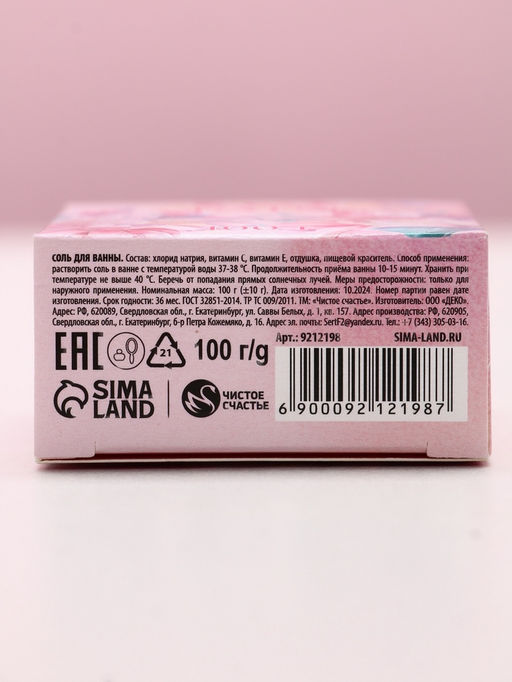 СОЛЬ ДЛЯ ВАННЫ. Состав: хлорид натрия, витамин С, витамин Е, отдушка, пищевой краситель. Способ применения:
растворить соль в ванне с температурой воды 37-38 °С. Продолжительность приёма ванны 10-15 минут. Хранить при
температуре не выше 40 °С. Беречь от попадания прямых солнечных лучей. Меры предосторожности: только для
наружного применения. Номинальная масса: 100 г (±10 г). Дата изготовления: 10.2024. Номер партии равен дате
изготовления. Срок годности: 36 мес. ГОСТ 32851-2014. ТР ТС 009/2011. ТМ: «Чистое счастье». Изготовитель: ООО «ДЕКО».
Адрес: РФ, 620089, Свердловская обл., г. Екатеринбург, ул. Саввы Белых, д. 1, кв. 157. Адрес производства: РФ, 620905,
Свердловская обл., г. Екатеринбург, б-р Петра Кожемяко, д. 16. Адрес эл. почты: SertF2@yandex.ru. Тел.: +7 (343) 305-03-16.
Арт.: 9212198 SIMA-LAND.RU
EAC 21 100 г/g
SIMA LAND
ЧИСТОЕ СЧАСТЬЕ
6 900092 121987